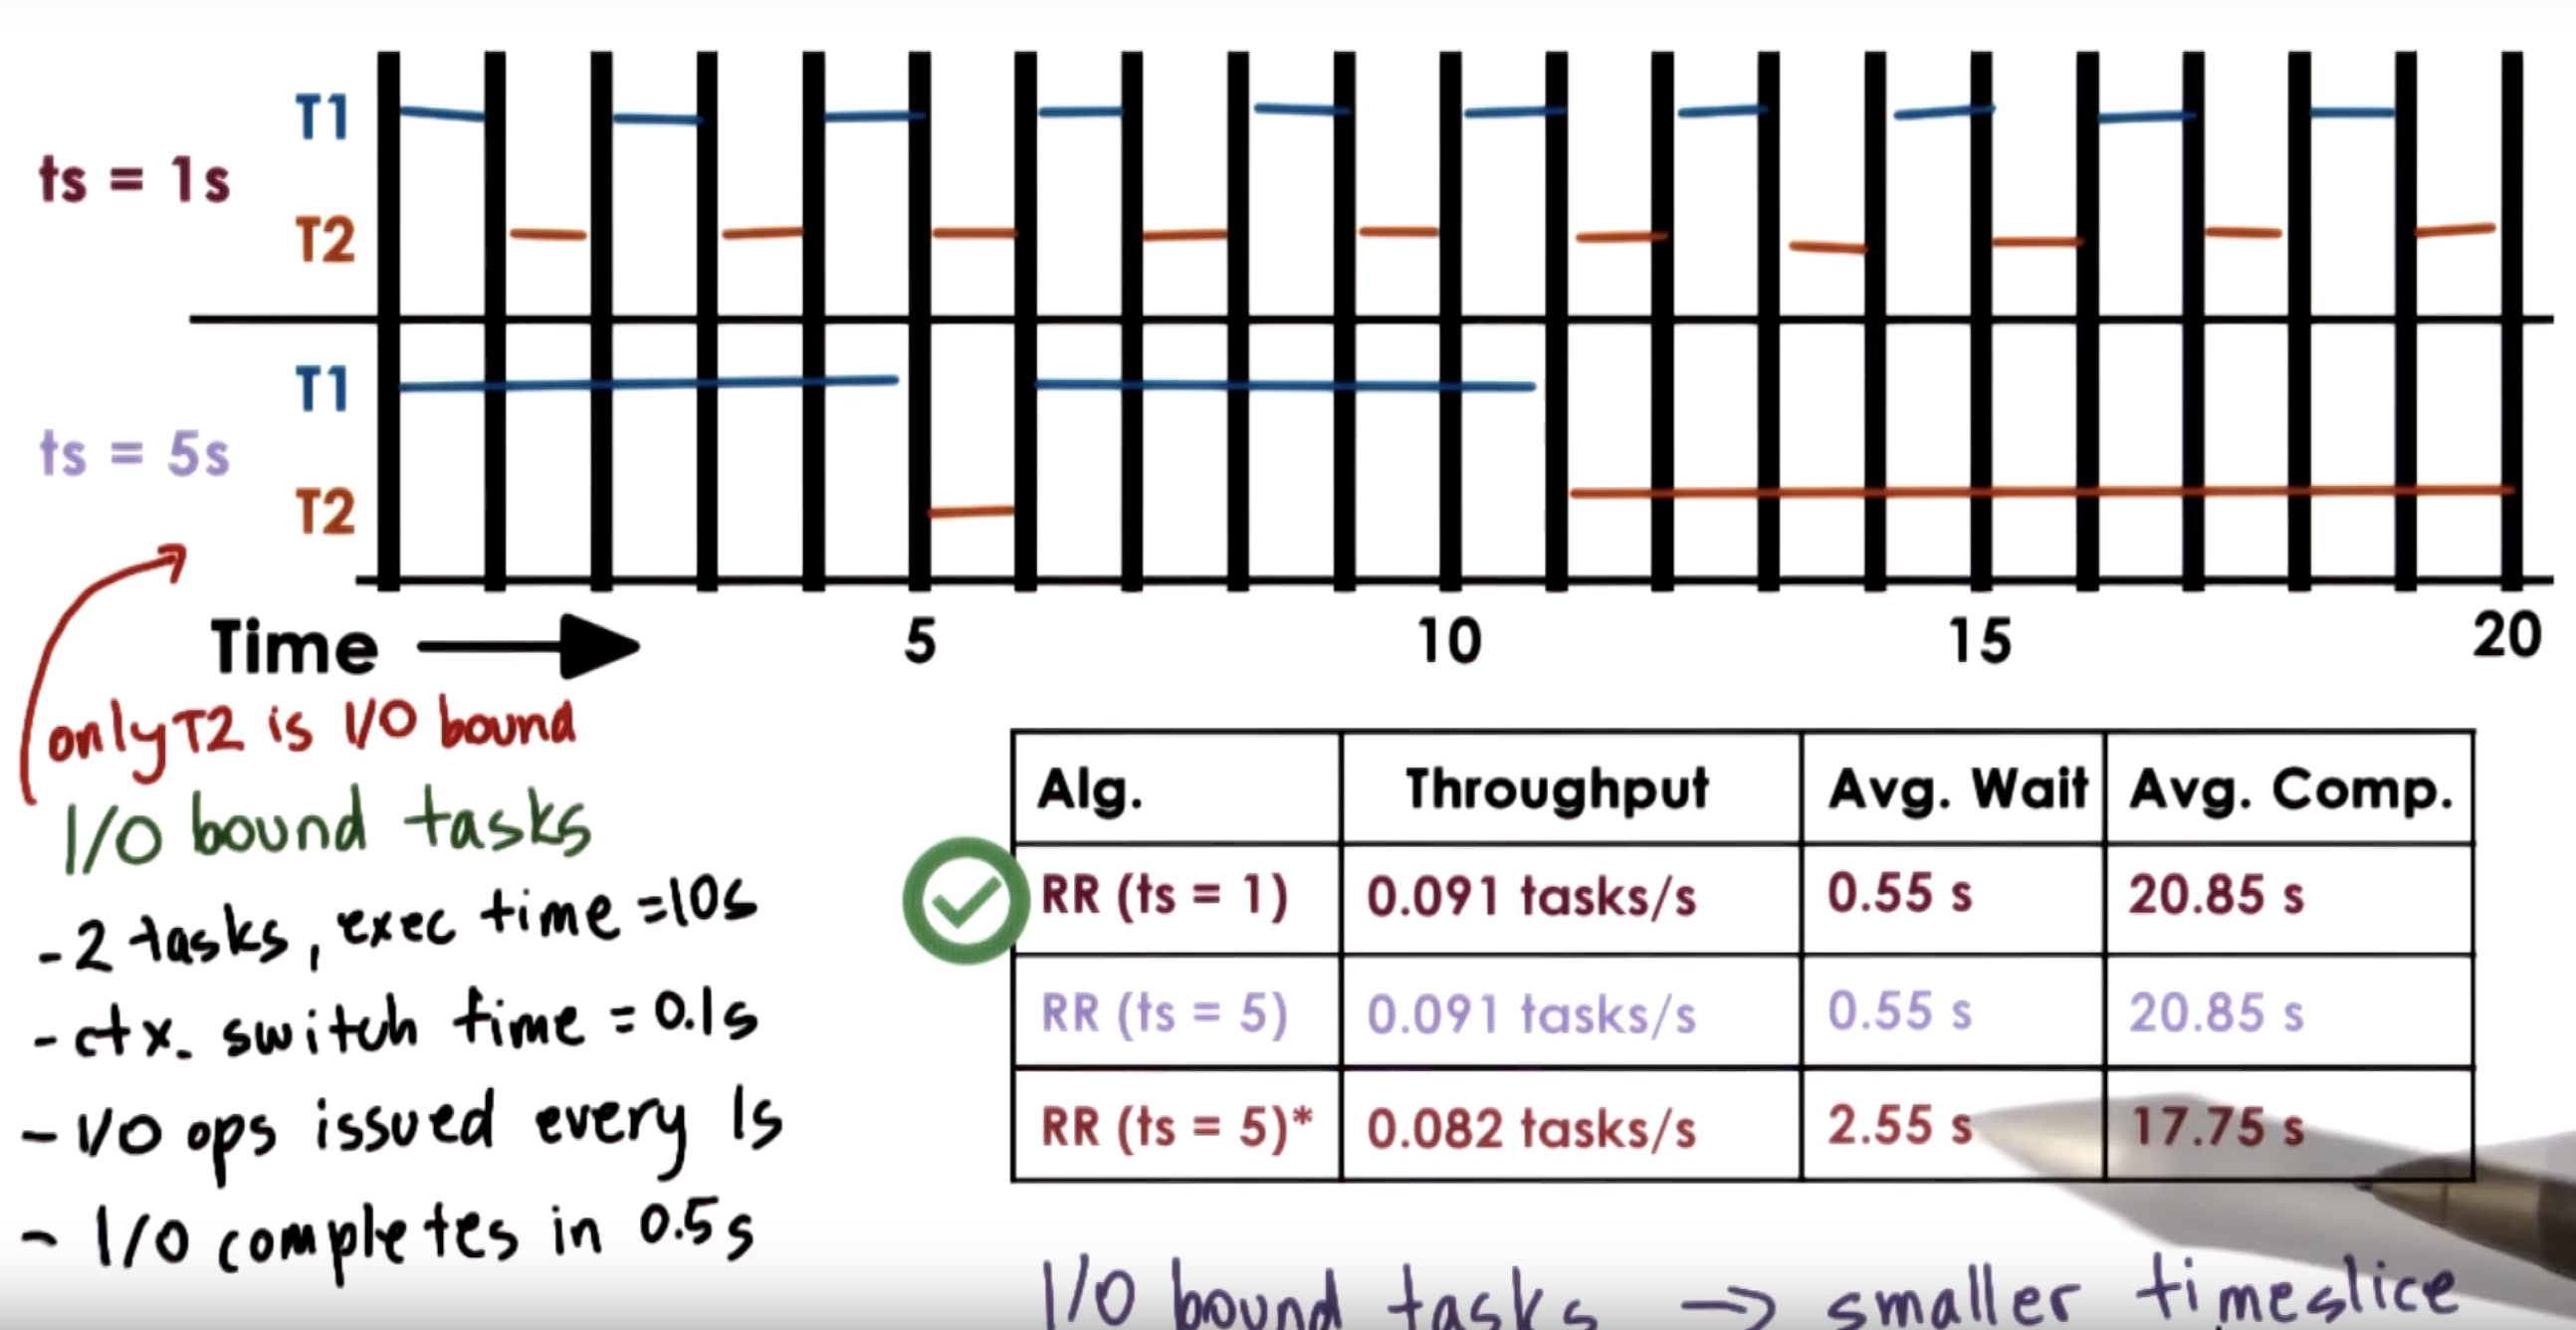 T1
ts = 1s
T2
T1
ts = 5s
T2
Time
5 10 15 20
only T2 is I/O bound
I/O bound tasks
-2 tasks, exec time =10s
-ctx. switch time = 0.1s
- I/O ops issued every 1s
- I/O completes in 0.5s
Alg. Throughput Avg. Wait Avg. Comp.
RR (ts = 1) 0.091 tasks/s 0.55 s 20.85 s
RR (ts = 5) 0.091 tasks/s 0.55 s 20.85 s
RR (ts = 5)* 0.082 tasks/s 2.55 s 17.75 s
I/O bound tasks → smaller timeslice